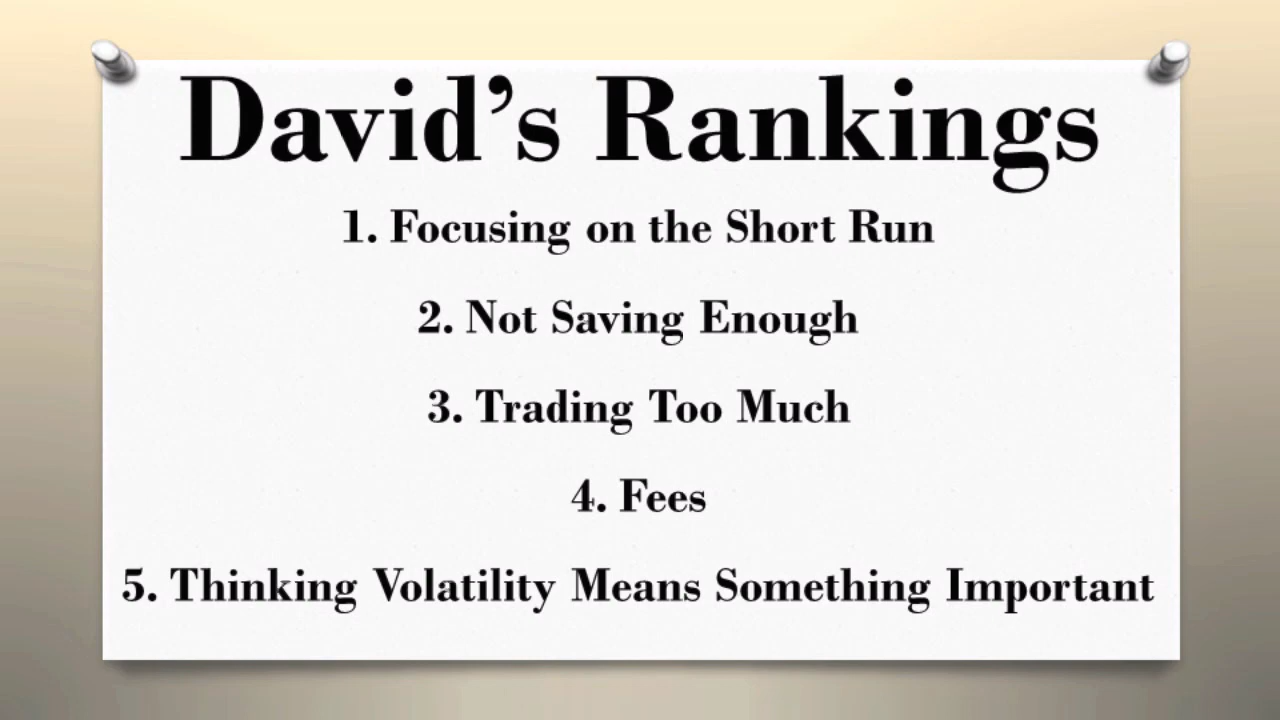 David’s Rankings
1. Focusing on the Short Run
2. Not Saving Enough
3. Trading Too Much
4. Fees
5. Thinking Volatility Means Something Important